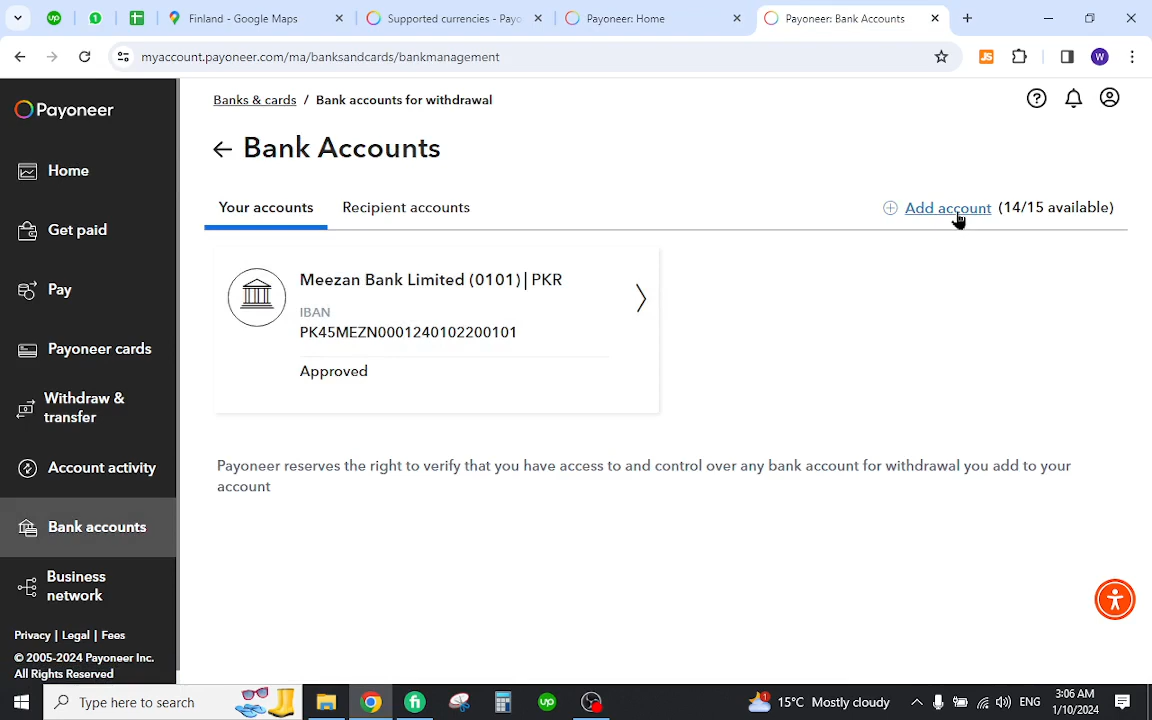 Finland - Google Maps
Supported currencies - Payo
Payoneer: Home
Payoneer: Bank Accounts
myaccount.payoneer.com/ma/banksandcards/bankmanagement
JS
W
Payoneer
Home
Get paid
Pay
Payoneer cards
Withdraw &
transfer
Account activity
Bank accounts
Business
network
Privacy | Legal | Fees
© 2005-2024 Payoneer Inc.
All Rights Reserved
Banks & cards / Bank accounts for withdrawal
Bank Accounts
Your accounts
Recipient accounts
Add account (14/15 available)
Meezan Bank Limited (0101) | PKR
IBAN
PK45MEZN0001240102200101
Approved
Payoneer reserves the right to verify that you have access to and control over any bank account for withdrawal you add to your
account
Type here to search
fi
up
1
15°C Mostly cloudy
ENG
3:06 AM
1/10/2024